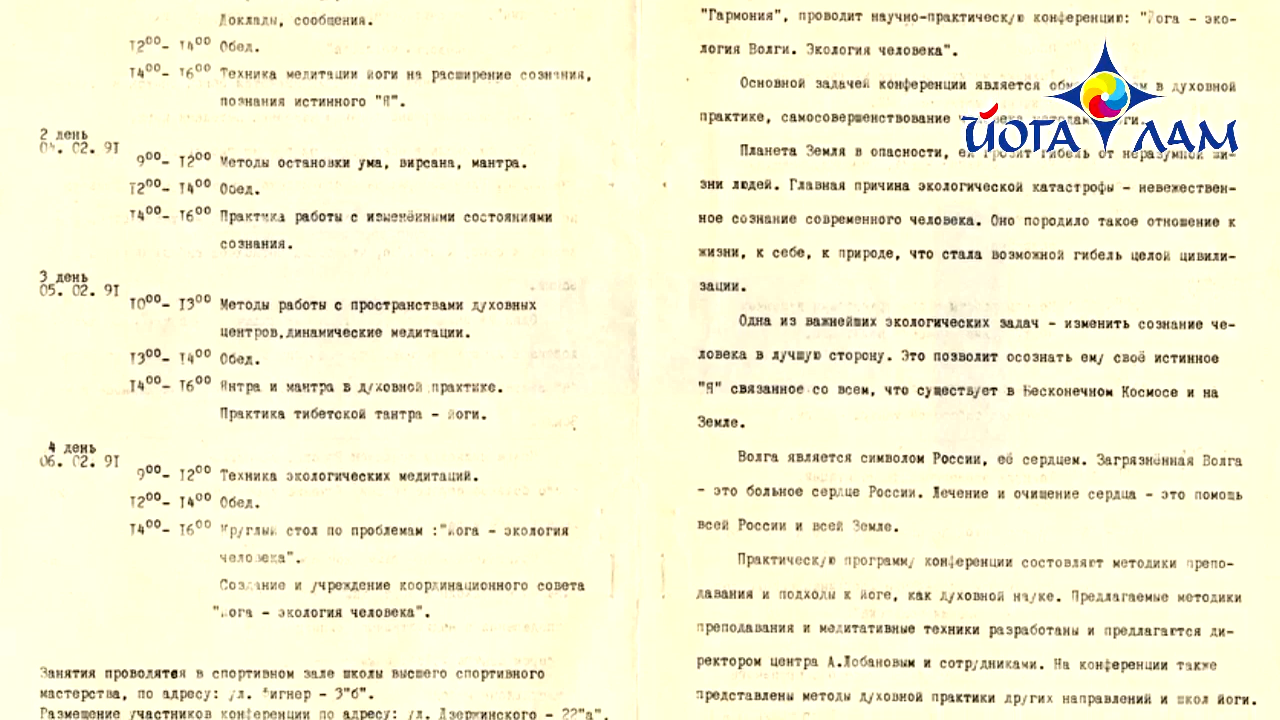 Доклады, сообщения.
12⁰⁰- 14⁰⁰ Обед.
14⁰⁰- 16⁰⁰ Техника медитации йоги на расширение сознания,
познания истинного "Я".
2 день
04. 02. 91
9⁰⁰- 12⁰⁰ Методы остановки ума, вирсана, мантра.
12⁰⁰- 14⁰⁰ Обед.
14⁰⁰- 16⁰⁰ Практика работы с изменёнными состояниями
сознания.
3 день
05. 02. 91
10⁰⁰- 13⁰⁰ Методы работы с пространствами духовных
центров,динамические медитации.
13⁰⁰- 14⁰⁰ Обед.
14⁰⁰- 16⁰⁰ Янтра и мантра в духовной практике.
Практика тибетской тантра - йоги.
4 день
06. 02. 91
9⁰⁰- 12⁰⁰ Техника экологических медитаций.
12⁰⁰- 14⁰⁰ Обед.
14⁰⁰- 16⁰⁰ Круглый стол по проблемам :"Йога - экология
человека".
Создание и учреждение координационного совета
"Йога - экология человека".
Занятия проводятся в спортивном зале школы высшего спортивного
мастерства, по адресу: ул. Фигнер - 3"б".
Размещение участников конференции по адресу: ул. Дзержинского - 22"а".
"Гармония", проводит научно-практическую конференцию: "Йога - эко-
логия Волги. Экология человека".
Основной задачей конференции является в духовной
практике, самосовершенствование человека методами йоги.
Планета Земля в опасности, ей грозит гибель от неразумной жи-
зни людей. Главная причина экологической катастрофы - невежествен-
ное сознание современного человека. Оно породило такое отношение к
жизни, к себе, к природе, что стала возможной гибель целой цивили-
зации.
Одна из важнейших экологических задач - изменить сознание че-
ловека в лучшую сторону. Это позволит осознать ему своё истинное
"Я" связанное со всем, что существует в Бесконечном Космосе и на
Земле.
Волга является символом России, её сердцем. Загрязнённая Волга
- это больное сердце России. Лечение и очищение сердца - это помощь
всей России и всей Земле.
Практическую программу конференции составляют методики препо-
давания и подходы к йоге, как духовной науке. Предлагаемые методики
преподавания и медитативные техники разработаны и предлагается ди-
ректором центра А.Лобановым и сотрудниками. На конференции также
представлены методы духовной практики других направлений и школ йоги.
ЙОГА ЛАМ